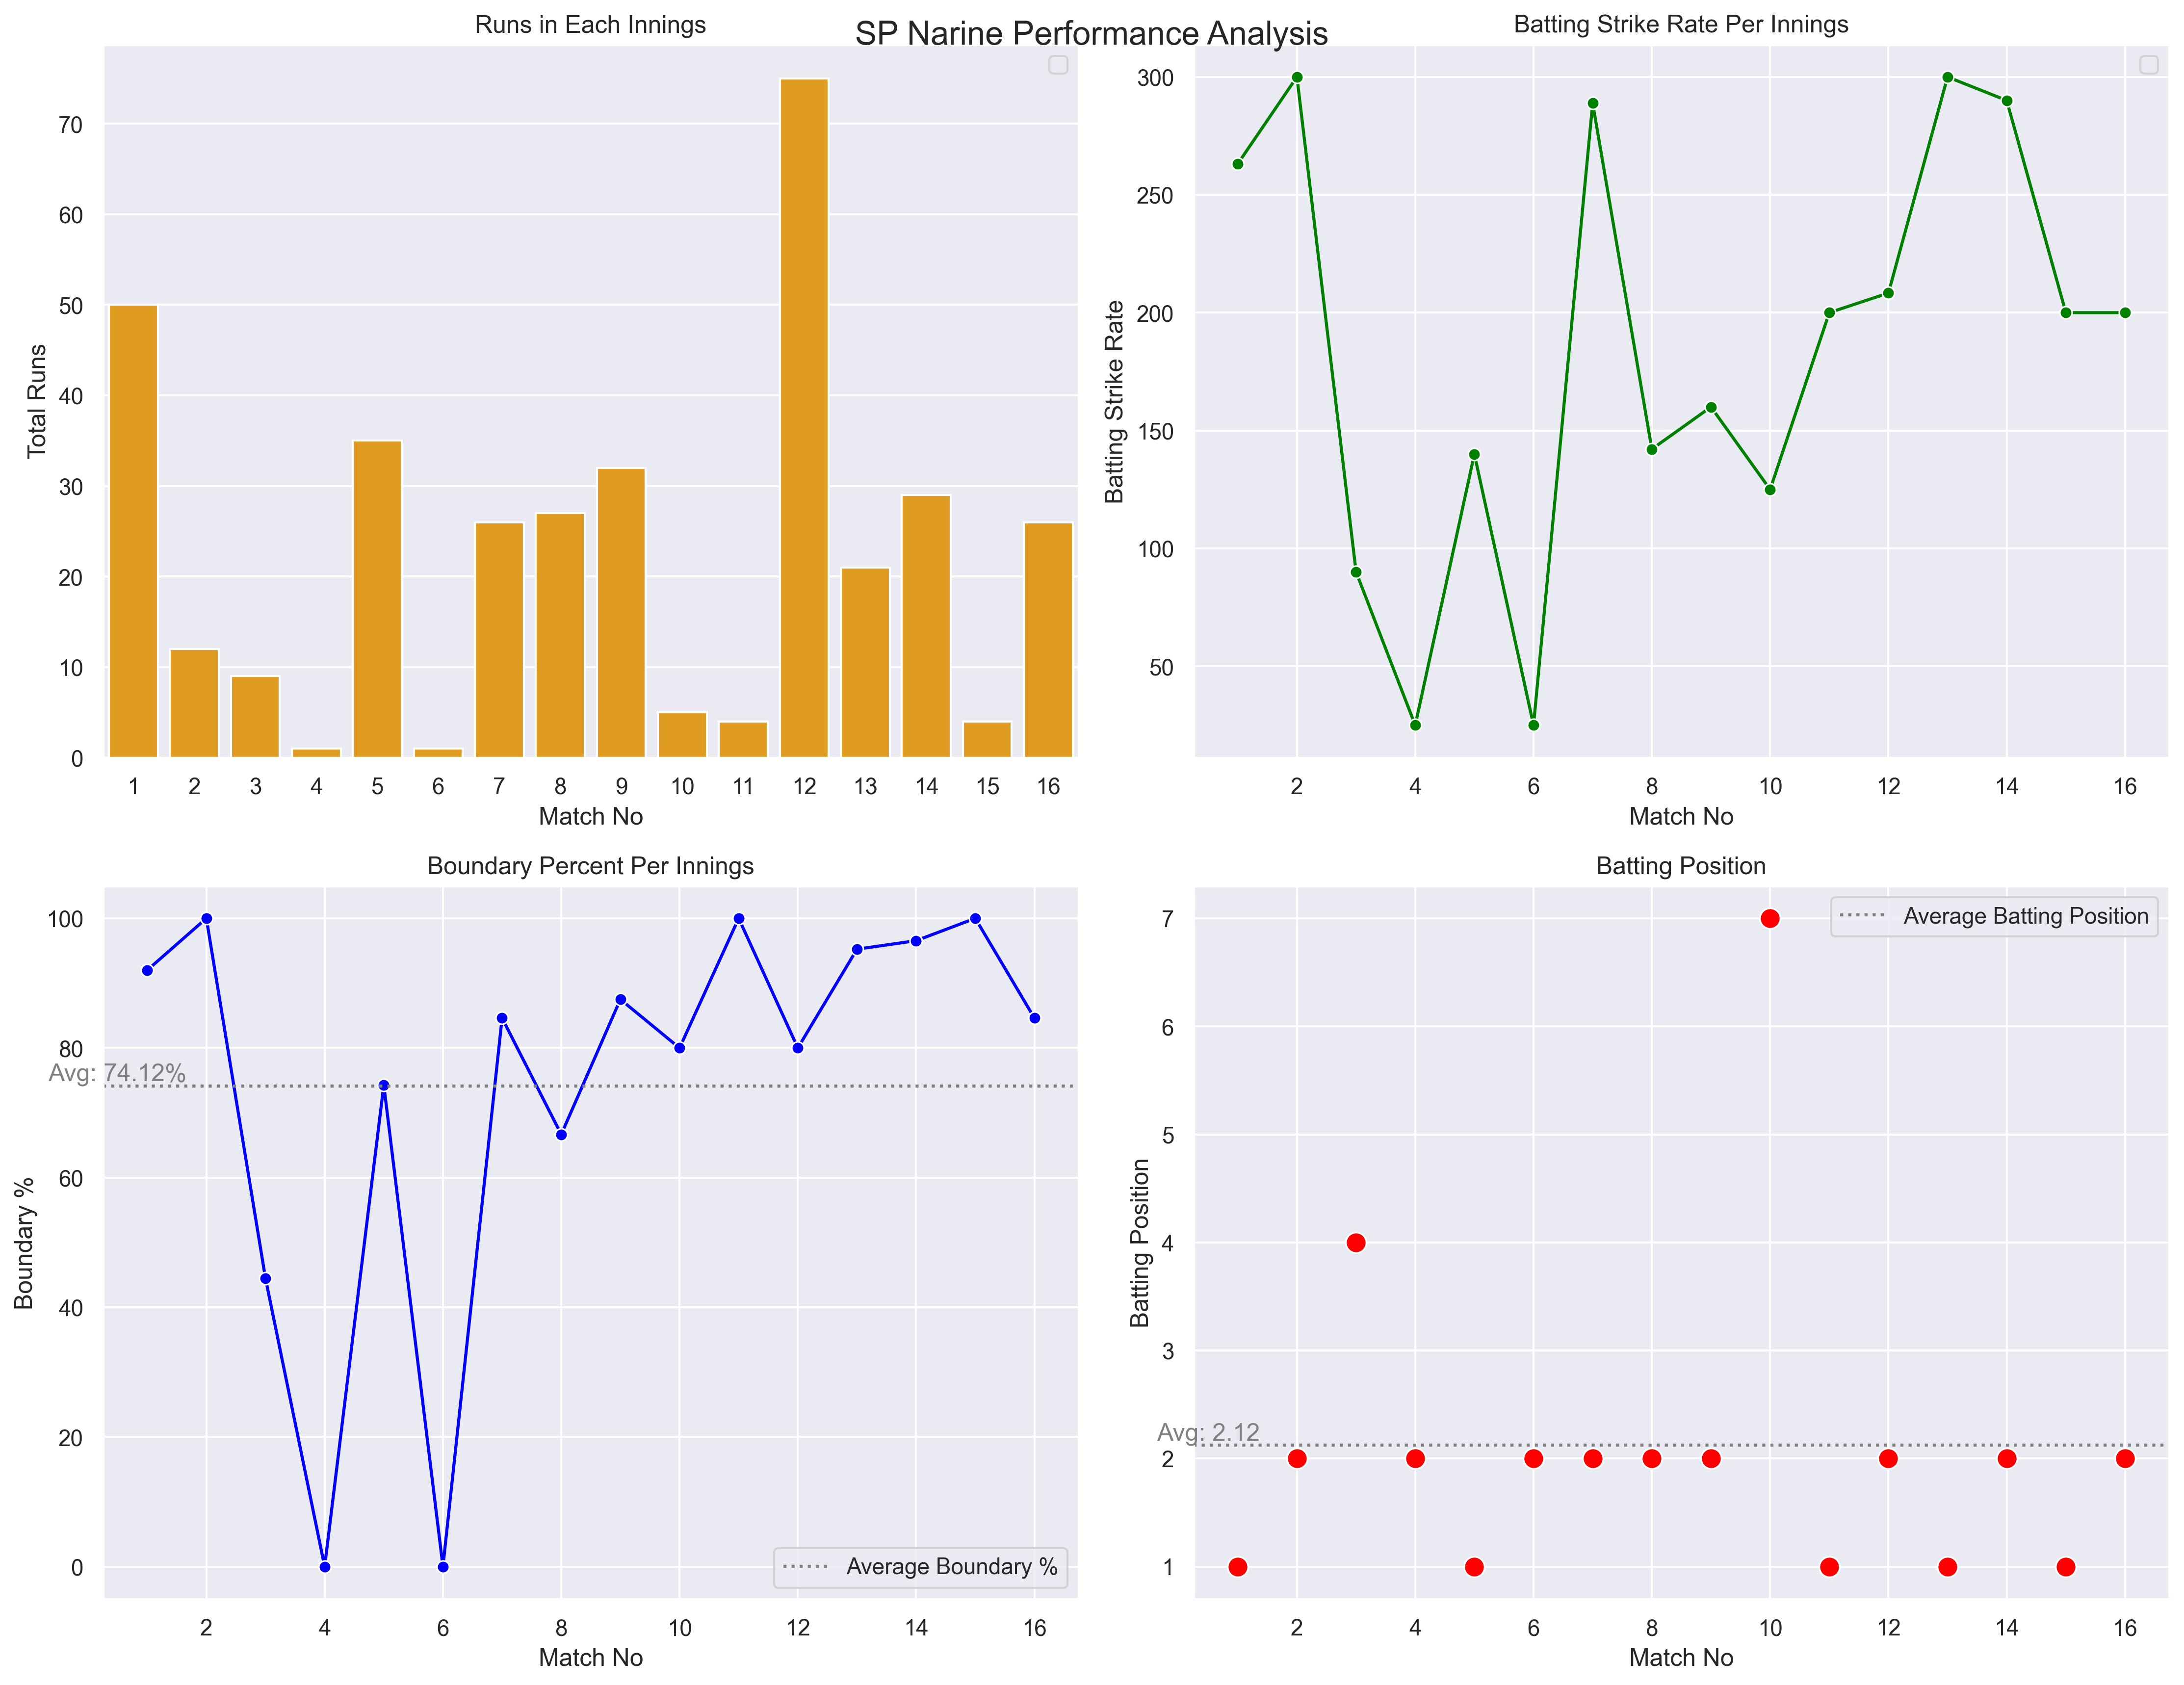 SP Narine Performance Analysis
Runs in Each Innings
Total Runs
70
60
50
40
30
20
10
0
1 2 3 4 5 6 7 8 9 10 11 12 13 14 15 16
Match No
Batting Strike Rate Per Innings
Batting Strike Rate
300
250
200
150
100
50
2 4 6 8 10 12 14 16
Match No
Boundary Percent Per Innings
Boundary %
100
80
60
40
20
0
Avg: 74.12%
Average Boundary %
2 4 6 8 10 12 14 16
Match No
Batting Position
Batting Position
7
6
5
4
3
2
1
Average Batting Position
Avg: 2.12
2 4 6 8 10 12 14 16
Match No